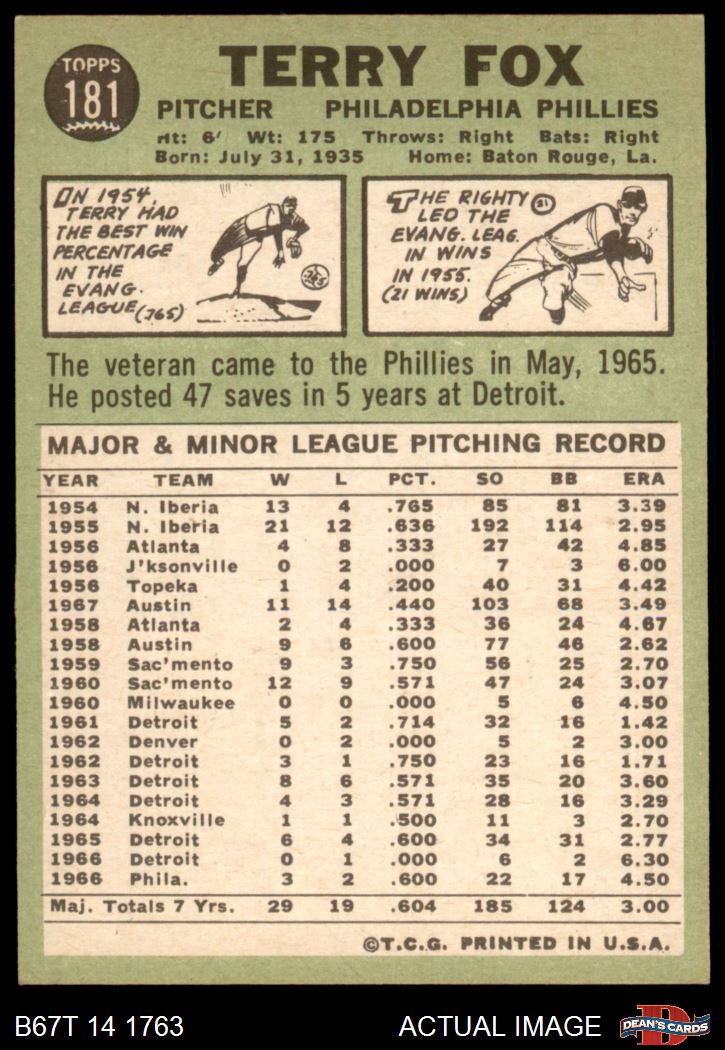 TOPPS
181
TERRY FOX
PITCHER PHILADELPHIA PHILLIES
Ht: 6' Wt: 175 Throws: Right Bats: Right
Born: July 31, 1935 Home: Baton Rouge, La.
IN 1954,
TERRY HAD
THE BEST WIN
PERCENTAGE
IN THE
EVANG.
LEAGUE (.765)
.765
THE RIGHTY
LED THE
EVANG. LEAG.
IN WINS
IN 1955.
(21 WINS)
21
The veteran came to the Phillies in May, 1965.
He posted 47 saves in 5 years at Detroit.
MAJOR & MINOR LEAGUE PITCHING RECORD
YEAR TEAM W L PCT. SO BB ERA
1954 N. Iberia 13 4 .765 85 81 3.39
1955 N. Iberia 21 12 .636 192 114 2.95
1956 Atlanta 4 8 .333 27 42 4.85
1956 J'ksonville 0 2 .000 7 3 6.00
1956 Topeka 1 4 .200 40 31 4.42
1967 Austin 11 14 .440 103 68 3.49
1958 Atlanta 2 4 .333 36 24 4.67
1958 Austin 9 6 .600 77 46 2.62
1959 Sac'mento 9 3 .750 56 25 2.70
1960 Sac'mento 12 9 .571 47 24 3.07
1960 Milwaukee 0 0 .000 5 6 4.50
1961 Detroit 5 2 .714 32 16 1.42
1962 Denver 0 2 .000 5 2 3.00
1962 Detroit 3 1 .750 23 16 1.71
1963 Detroit 8 6 .571 35 20 3.60
1964 Detroit 4 3 .571 28 16 3.29
1964 Knoxville 1 1 .500 11 3 2.70
1965 Detroit 6 4 .600 34 31 2.77
1966 Detroit 0 1 .000 6 2 6.30
1966 Phila. 3 2 .600 22 17 4.50
Maj. Totals 7 Yrs. 29 19 .604 185 124 3.00
©T.C.G. PRINTED IN U.S.A.
B67T 14 1763 ACTUAL IMAGE DEAN'S CARDS